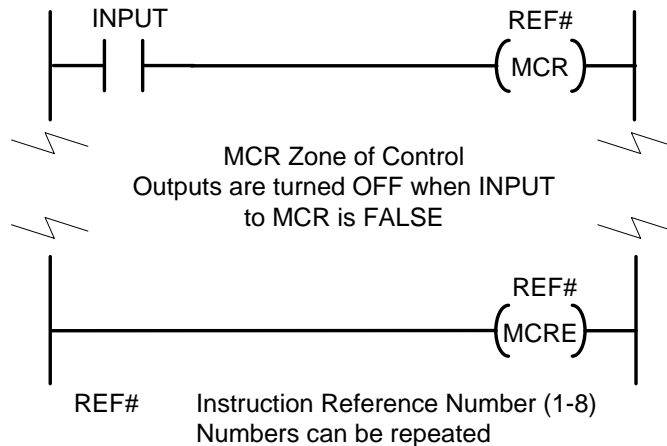 INPUT
REF#
MCR
MCR Zone of Control
Outputs are turned OFF when INPUT
to MCR is FALSE
REF#
MCRE
REF# Instruction Reference Number (1-8)
Numbers can be repeated